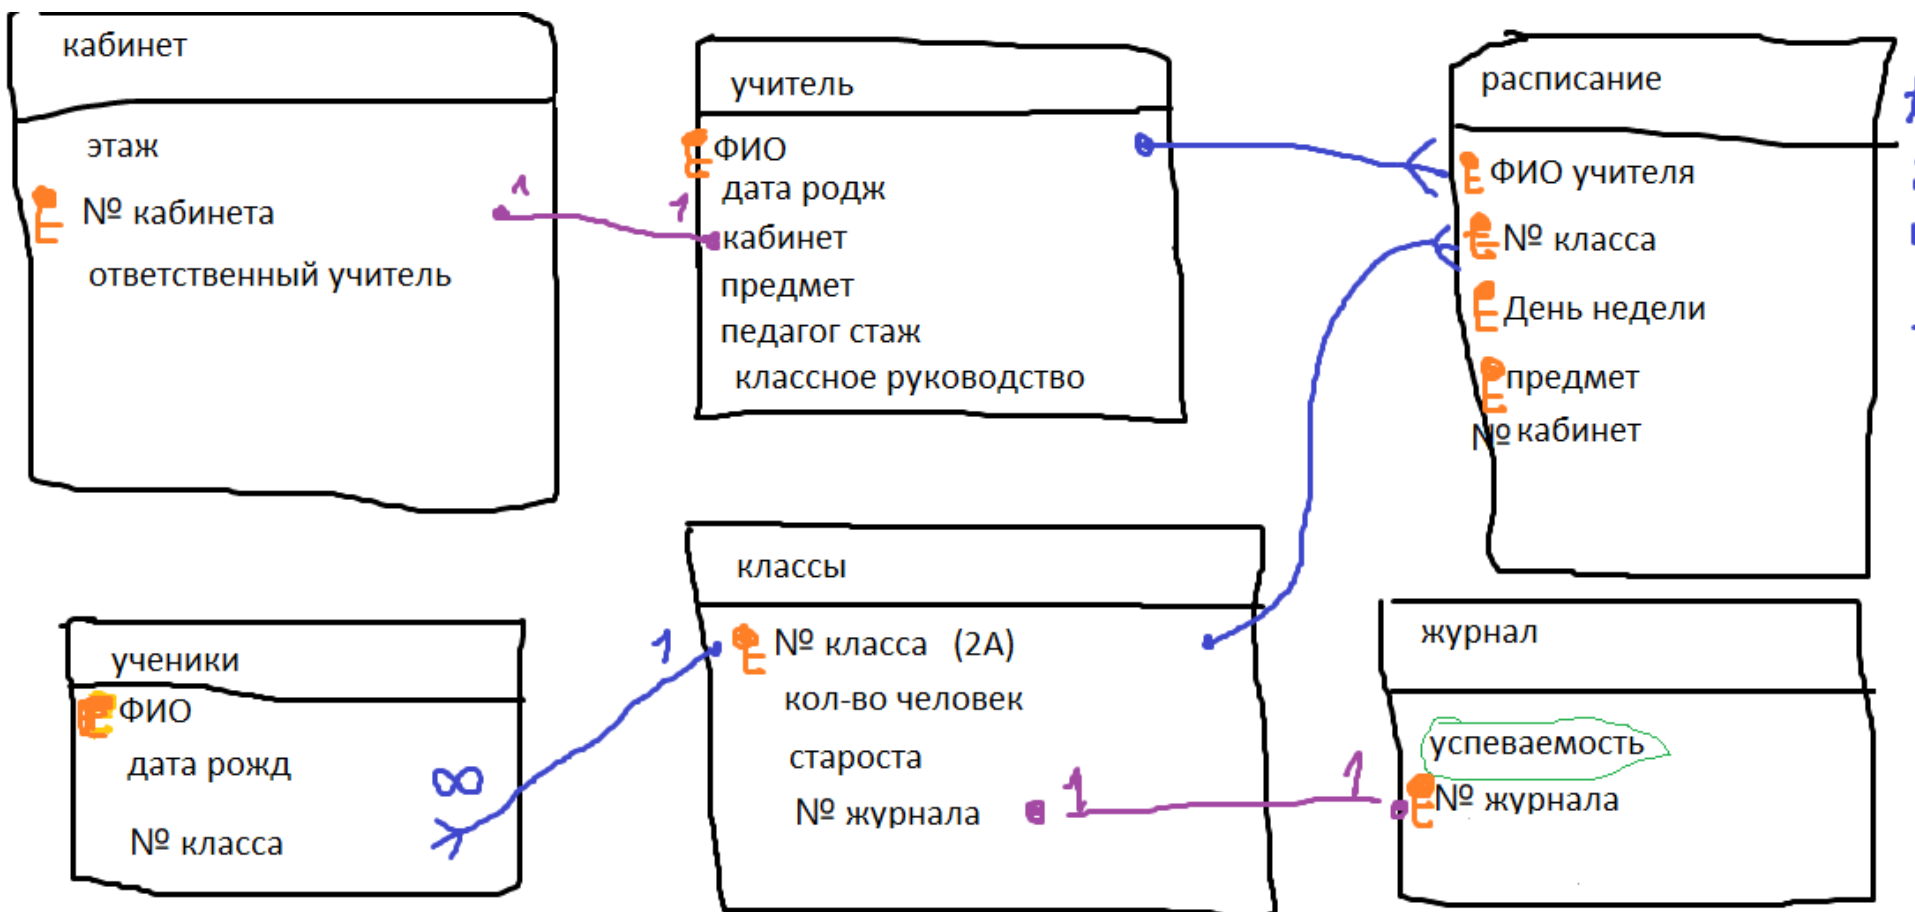 кабинет
этаж
№ кабинета
ответственный учитель
1
1
учитель
ФИО
дата родж
кабинет
предмет
педагог стаж
классное руководство
расписание
ФИО учителя
№ класса
День недели
предмет
№ кабинет
ученики
ФИО
дата рожд
№ класса
∞
1
классы
№ класса (2А)
кол-во человек
староста
№ журнала
1
1
журнал
успеваемость
№ журнала